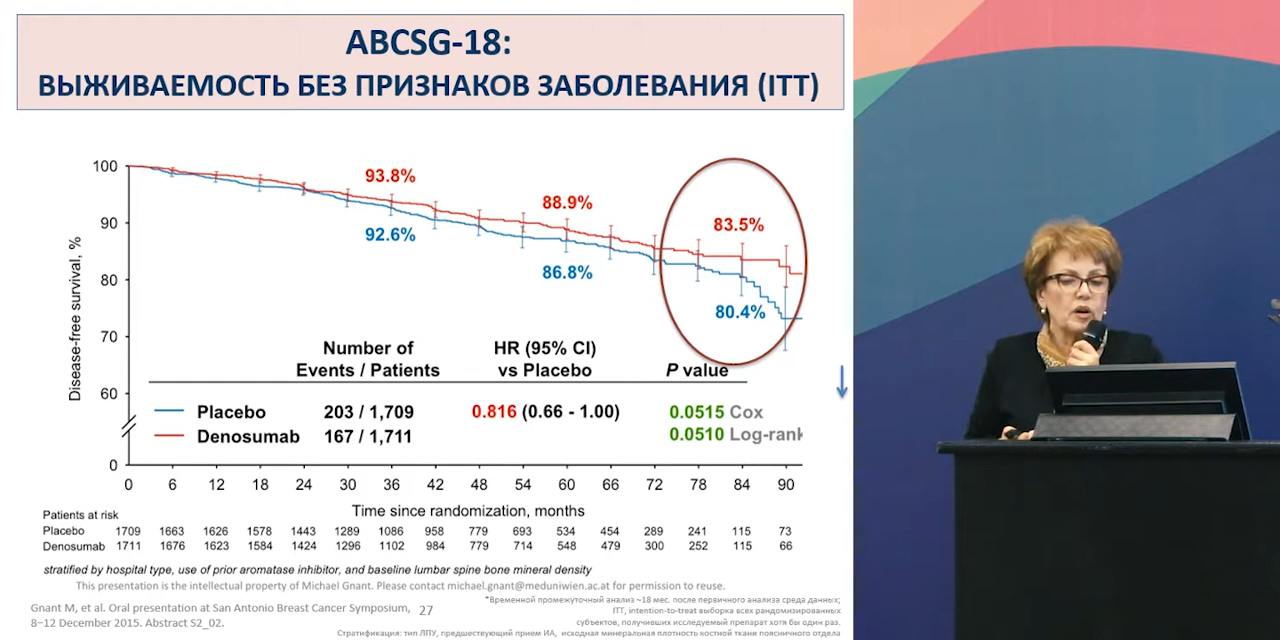 ABCSG-18:
ВЫЖИВАЕМОСТЬ БЕЗ ПРИЗНАКОВ ЗАБОЛЕВАНИЯ (ITT)
Disease-free survival, %
100
90
80
70
60
0
93.8%
92.6%
88.9%
86.8%
83.5%
80.4%
Number of Events / Patients
HR (95% CI) vs Placebo
P value
Placebo 203 / 1,709 0.816 (0.66 - 1.00) 0.0515 Cox
Denosumab 167 / 1,711 0.0510 Log-rank
0 6 12 18 24 30 36 42 48 54 60 66 72 78 84 90
Time since randomization, months
Patients at risk
Placebo 1709 1663 1626 1578 1443 1289 1086 958 779 693 534 454 289 241 115 73
Denosumab 1711 1676 1623 1584 1424 1296 1102 984 779 714 548 479 300 252 115 66
stratified by hospital type, use of prior aromatase inhibitor, and baseline lumbar spine bone mineral density
This presentation is the intellectual property of Michael Gnant. Please contact michael.gnant@meduniwien.ac.at for permission to reuse.
Gnant M, et al. Oral presentation at San Antonio Breast Cancer Symposium,
8–12 December 2015. Abstract S2_02.
27
*Временной промежуточный анализ ~18 мес. после первичного анализа среда данных;
ITT, intention-to-treat выборка всех рандомизированных
субъектов, получивших исследуемый препарат хотя бы один раз.
Стратификация: тип ЛПУ, предшествующий прием ИА, исходная минеральная плотность костной ткани поясничного отдела